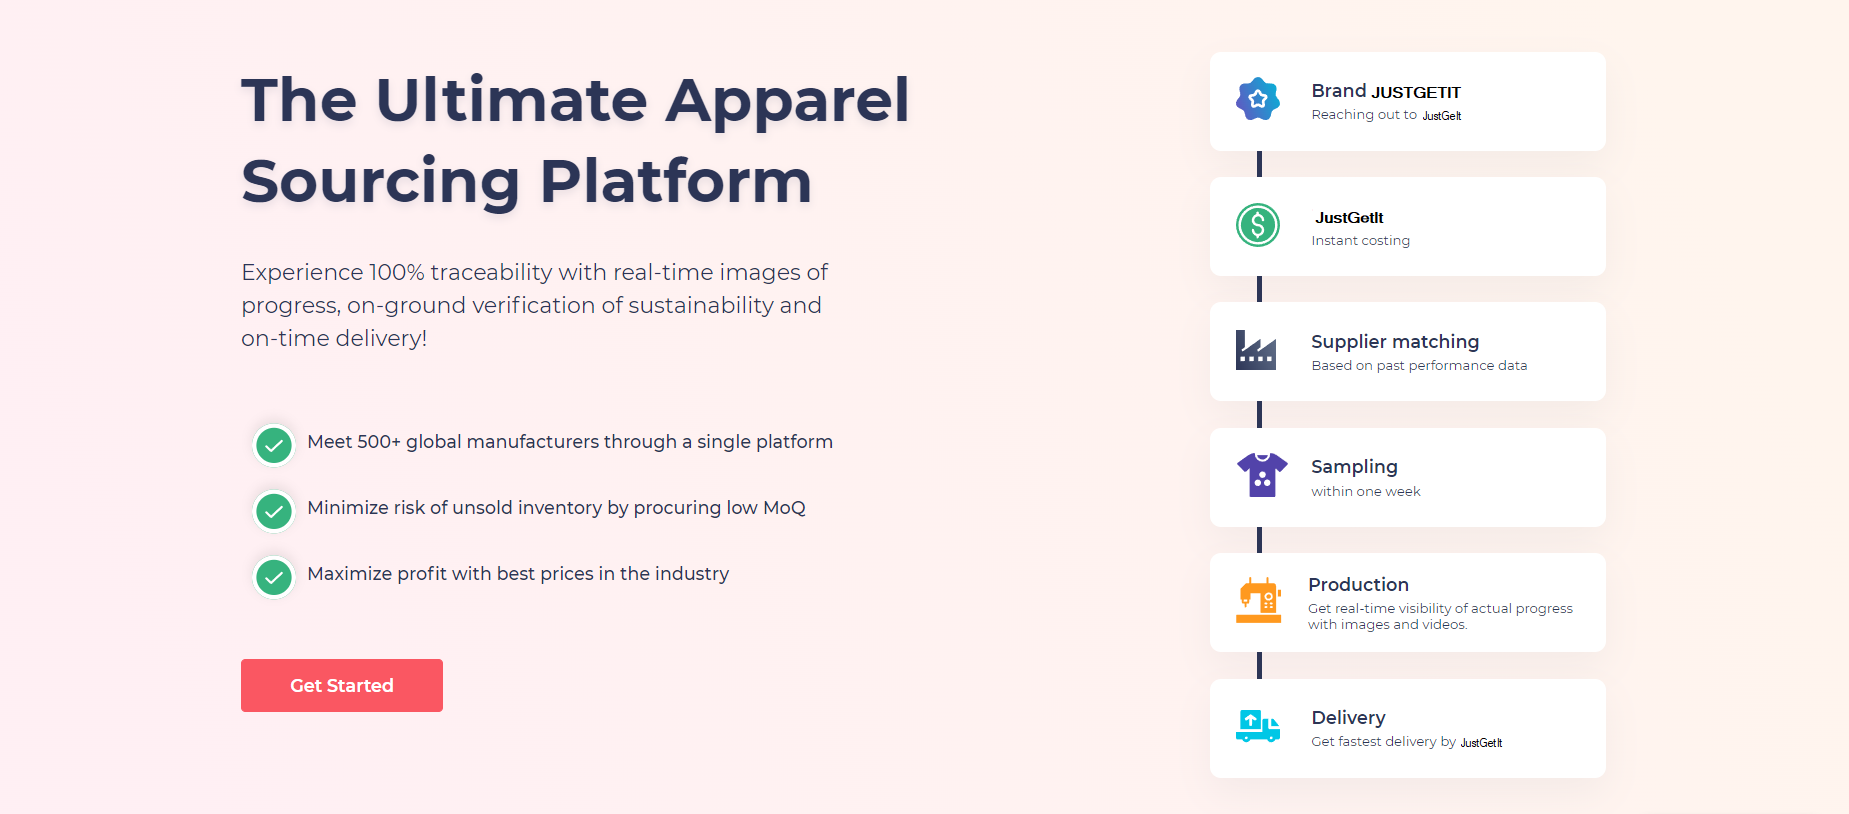 The Ultimate Apparel
Sourcing Platform
Experience 100% traceability with real-time images of
progress, on-ground verification of sustainability and
on-time delivery!
Meet 500+ global manufacturers through a single platform
Minimize risk of unsold inventory by procuring low MoQ
Maximize profit with best prices in the industry
Get Started
Brand JUSTGETIT
Reaching out to JustGeIt
JustGetIt
Instant costing
Supplier matching
Based on past performance data
Sampling
within one week
Production
Get real-time visibility of actual progress
with images and videos.
Delivery
Get fastest delivery by JustGetIt